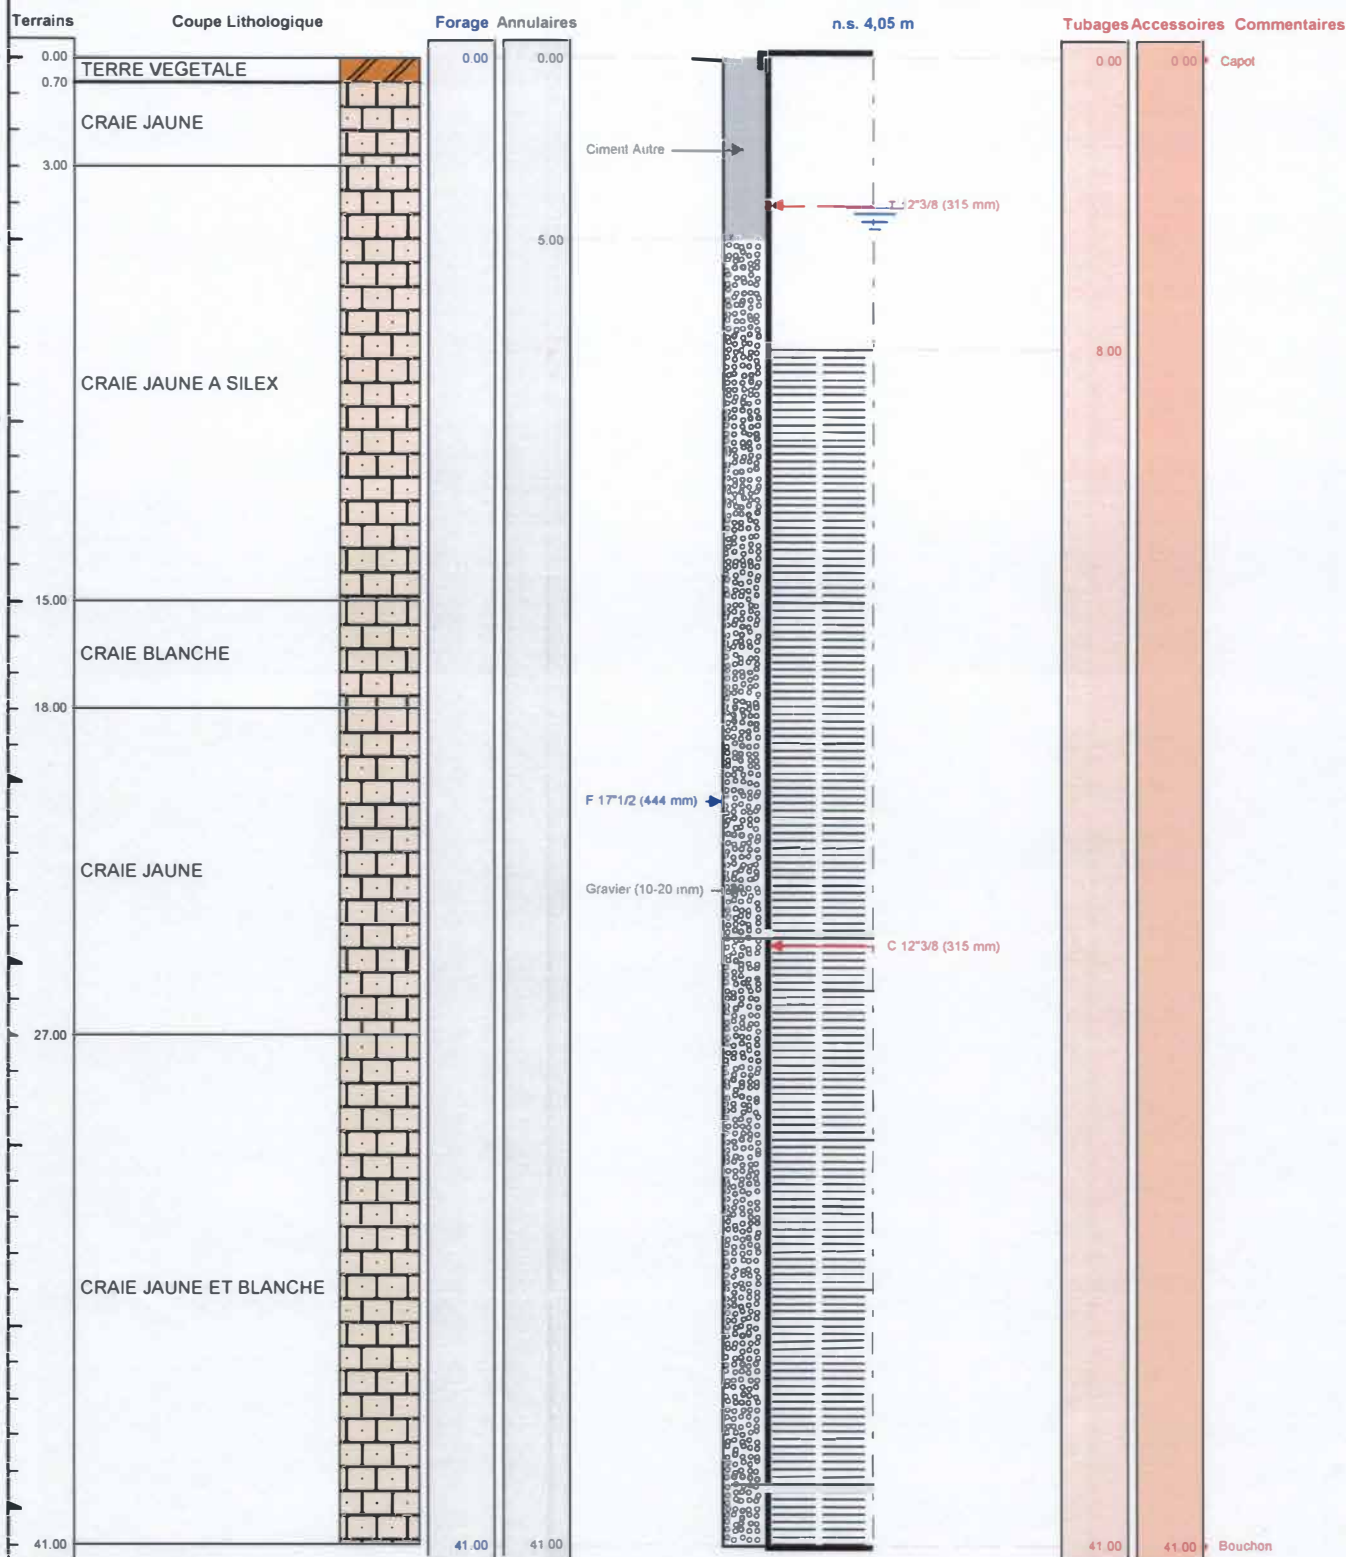 Terrains Coupe Lithologique Forage Annulaires n.s. 4,05 m Tubages Accessoires Commentaires
0.00 0.00 0.00 0.00 0.00 Capot
TERRE VEGETALE
0.70
CRAIE JAUNE
Ciment Autre
3.00
2"3/8 (315 mm)
5.00
8.00
CRAIE JAUNE A SILEX
15.00
CRAIE BLANCHE
18.00
F 17"1/2 (444 mm)
CRAIE JAUNE
Gravier (10-20 mm)
C 12"3/8 (315 mm)
27.00
CRAIE JAUNE ET BLANCHE
41.00 41.00 41 00 41 00 41.00 Bouchon